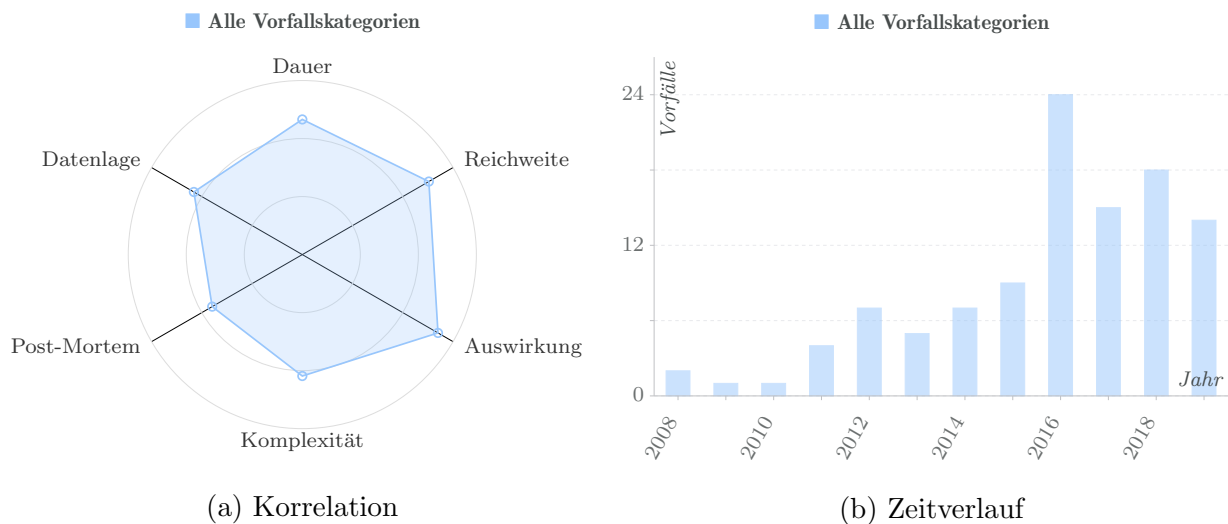 Alle Vorfallskategorien
Dauer
Datenlage
Reichweite
Post-Mortem
Auswirkung
Komplexität
(a) Korrelation
Alle Vorfallskategorien
Vorfälle
24
12
0
Jahr
2008
2010
2012
2014
2016
2018
(b) Zeitverlauf